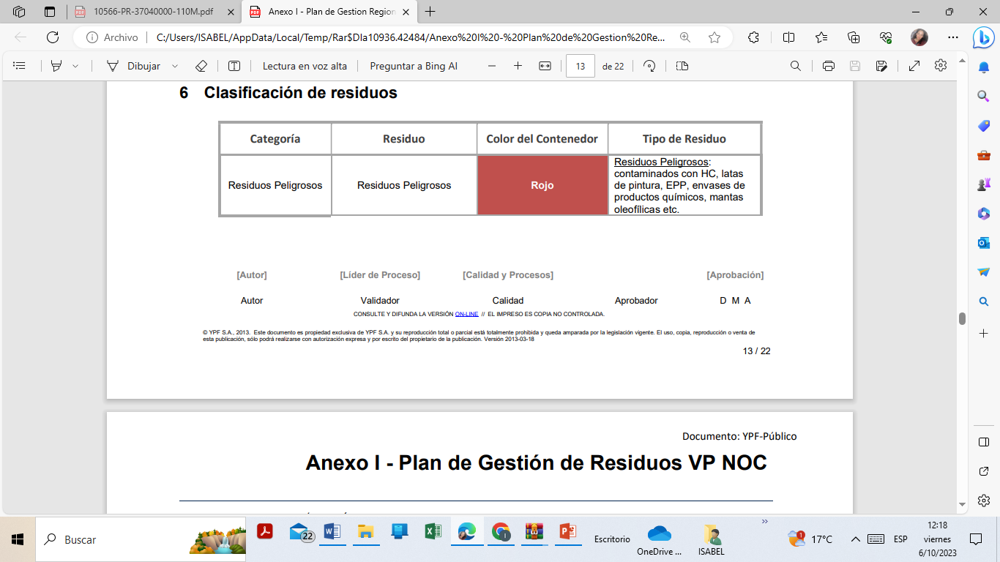 10566-PR-37040000-110M.pdf
Anexo I - Plan de Gestion Region
Archivo
C:/Users/ISABEL/AppData/Local/Temp/Rar$DIa10936.42484/Anexo%20I%20-%20Plan%20de%20Gestion%20Re...
Dibujar
Lectura en voz alta
Preguntar a Bing AI
13
de 22
6 Clasificación de residuos
Categoría Residuo Color del Contenedor Tipo de Residuo
Residuos Peligrosos
Residuos Peligrosos
Rojo
Residuos Peligrosos:
contaminados con HC, latas
de pintura, EPP, envases de
productos químicos, mantas
oleofílicas etc.
[Autor] [Líder de Proceso] [Calidad y Procesos] [Aprobación]
Autor Validador Calidad Aprobador D M A
CONSULTE Y DIFUNDA LA VERSIÓN ON-LINE // EL IMPRESO ES COPIA NO CONTROLADA.
© YPF S.A., 2013. Este documento es propiedad exclusiva de YPF S.A. y su reproducción total o parcial está totalmente prohibida y queda amparada por la legislación vigente. El uso, copia, reproducción o venta de
esta publicación, sólo podrá realizarse con autorización expresa y por escrito del propietario de la publicación. Versión 2013-03-18
13 / 22
Documento: YPF-Público
Anexo I - Plan de Gestión de Residuos VP NOC
Buscar
22
Escritorio
OneDrive ...
ISABEL
1
17°C
ESP
12:18
viernes
6/10/2023